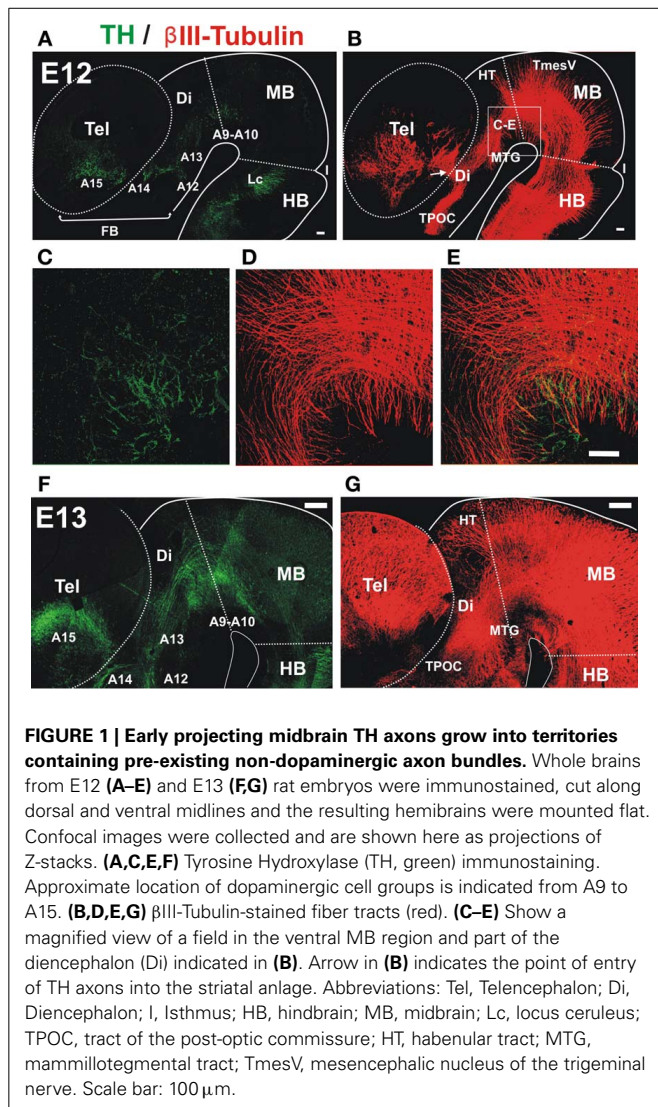 TH / βIII-Tubulin
A
B
E12
Di
MB
HT
TmesV
MB
Tel
Tel
C-E
A9-A10
A13
MTG
A15
A14
A12
Lc
I
Di
I
HB
HB
FB
TPOC
C
D
E
F
G
E13
HT
Di
MB
MB
Tel
Tel
Di
A9-A10
A15
MTG
A13
HB
TPOC
HB
A14
A12
FIGURE 1 | Early projecting midbrain TH axons grow into territories
containing pre-existing non-dopaminergic axon bundles. Whole brains
from E12 (A–E) and E13 (F,G) rat embryos were immunostained, cut along
dorsal and ventral midlines and the resulting hemibrains were mounted flat.
Confocal images were collected and are shown here as projections of
Z-stacks. (A,C,E,F) Tyrosine Hydroxylase (TH, green) immunostaining.
Approximate location of dopaminergic cell groups is indicated from A9 to
A15. (B,D,E,G) βIII-Tubulin-stained fiber tracts (red). (C–E) Show a
magnified view of a field in the ventral MB region and part of the
diencephalon (Di) indicated in (B). Arrow in (B) indicates the point of entry
of TH axons into the striatal anlage. Abbreviations: Tel, Telencephalon; Di,
Diencephalon; I, Isthmus; HB, hindbrain; MB, midbrain; Lc, locus ceruleus;
TPOC, tract of the post-optic commissure; HT, habenular tract; MTG,
mammillotegmental tract; TmesV, mesencephalic nucleus of the trigeminal
nerve. Scale bar: 100 μm.